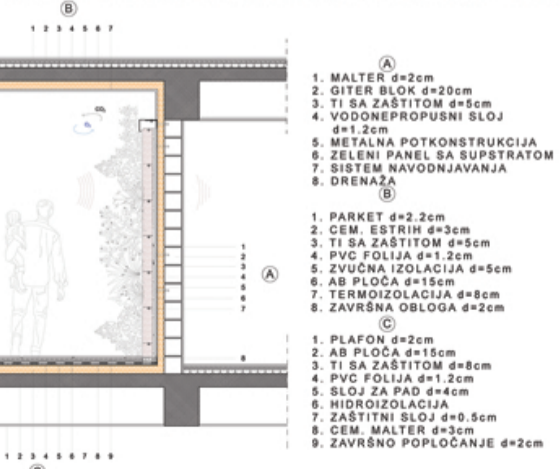 B
1 2 3 4 5 6 7
CO₂
O₂
1
2
3
4
5
6
7
8
A
1 2 3 4 5 6 7 8 9
A
1. MALTER d=2cm
2. GITER BLOK d=20cm
3. TI SA ZAŠTITOM d=5cm
4. VODONEPROPUSNI SLOJ
d=1.2cm
5. METALNA POTKONSTRUKCIJA
6. ZELENI PANEL SA SUPSTRATOM
7. SISTEM NAVODNJAVANJA
8. DRENAŽA
B
1. PARKET d=2.2cm
2. CEM. ESTRIH d=3cm
3. TI SA ZAŠTITOM d=5cm
4. PVC FOLIJA d=1.2cm
5. ZVUČNA IZOLACIJA d=5cm
6. AB PLOČA d=15cm
7. TERMOIZOLACIJA d=8cm
8. ZAVRŠNA OBLOGA d=2cm
C
1. PLAFON d=2cm
2. AB PLOČA d=15cm
3. TI SA ZAŠTITOM d=8cm
4. PVC FOLIJA d=1.2cm
5. SLOJ ZA PAD d=4cm
6. HIDROIZOLACIJA
7. ZAŠTITNI SLOJ d=0.5cm
8. CEM. MALTER d=3cm
9. ZAVRŠNO POPLOČANJE d=2cm